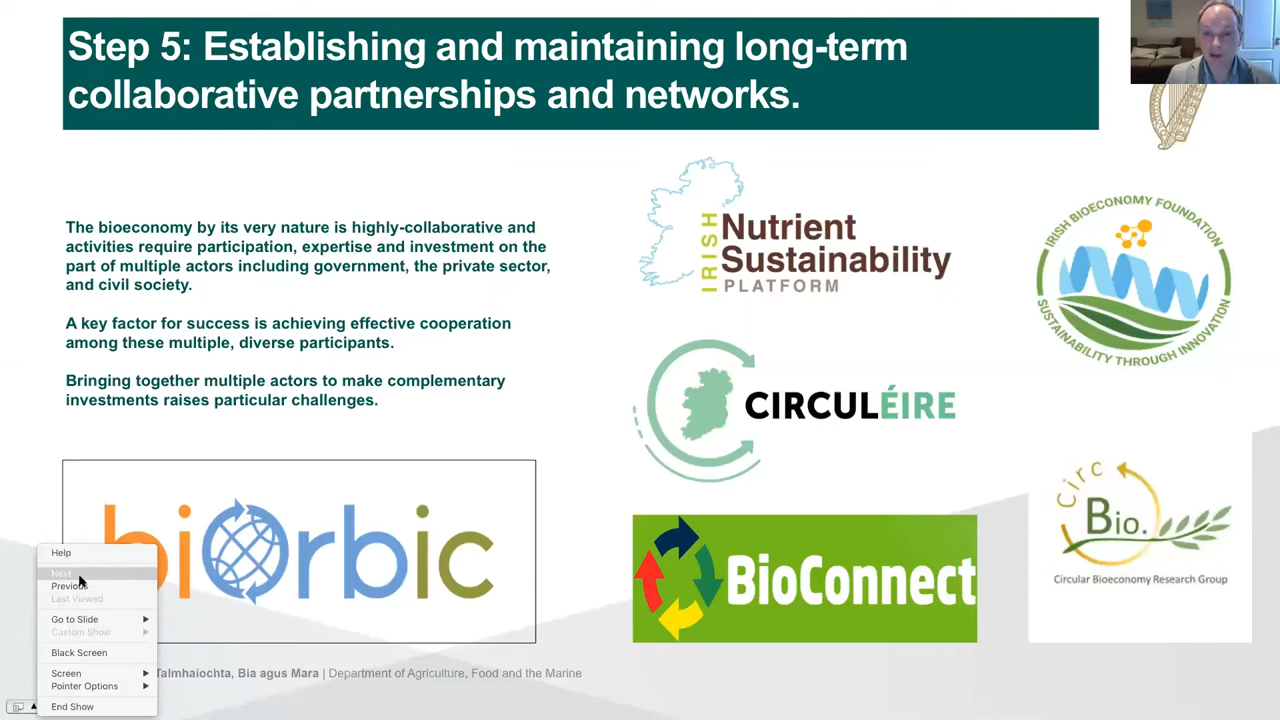 Step 5: Establishing and maintaining long-term
collaborative partnerships and networks.
The bioeconomy by its very nature is highly-collaborative and
activities require participation, expertise and investment on the
part of multiple actors including government, the private sector,
and civil society.
A key factor for success is achieving effective cooperation
among these multiple, diverse participants.
Bringing together multiple actors to make complementary
investments raises particular challenges.
IRISH
Nutrient
Sustainability
PLATFORM
IRISH BIOECONOMY FOUNDATION
SUSTAINABILITY THROUGH INNOVATION
CIRCULÉIRE
biOrbic
BioConnect
Circ
Bio.
Circular Bioeconomy Research Group
Help
Next
Previous
Last Viewed
Go to Slide
Custom Show
Black Screen
Screen
Pointer Options
End Show
Talmhaíochta, Bia agus Mara | Department of Agriculture, Food and the Marine